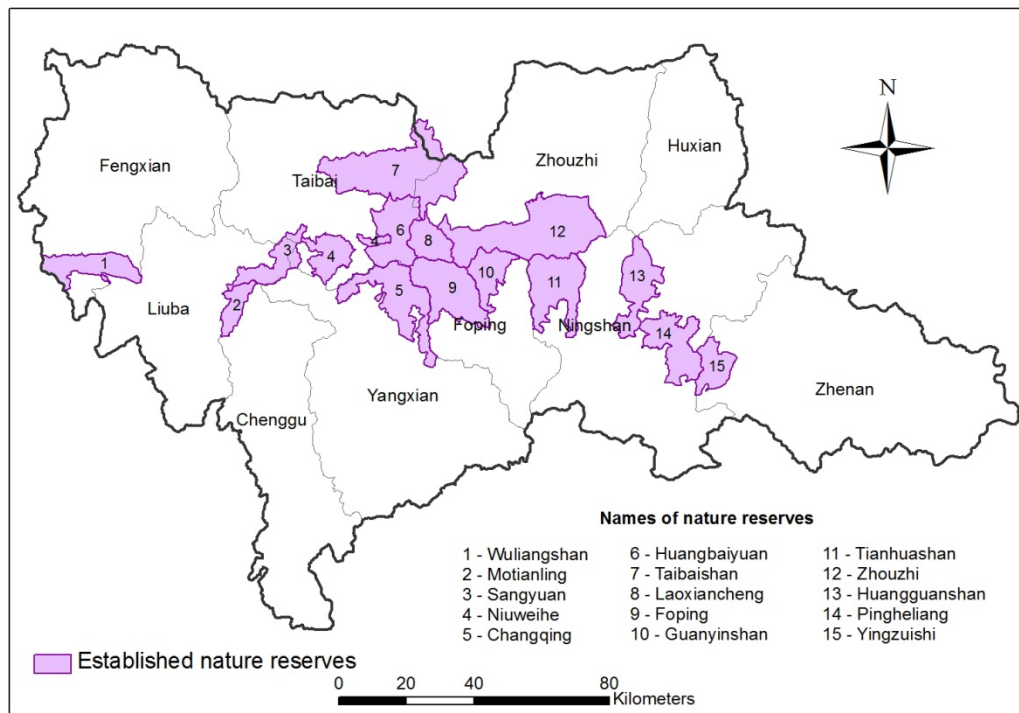 N
Huxian
Zhouzhi
Fengxian
7
Taibai
12
6
8
3
4
4
1
10
13
11
5
9
2
Liuba
Foping
Ningshan
14
15
Yangxian
Zhenan
Chenggu
Names of nature reserves
1 - Wuliangshan
2 - Motianling
3 - Sangyuan
4 - Niuweihe
5 - Changqing
6 - Huangbaiyuan
7 - Taibaishan
8 - Laoxiancheng
9 - Foping
10 - Guanyinshan
11 - Tianhuashan
12 - Zhouzhi
13 - Huangguanshan
14 - Pingheliang
15 - Yingzuishi
Established nature reserves
0 20 40 60 80
Kilometers